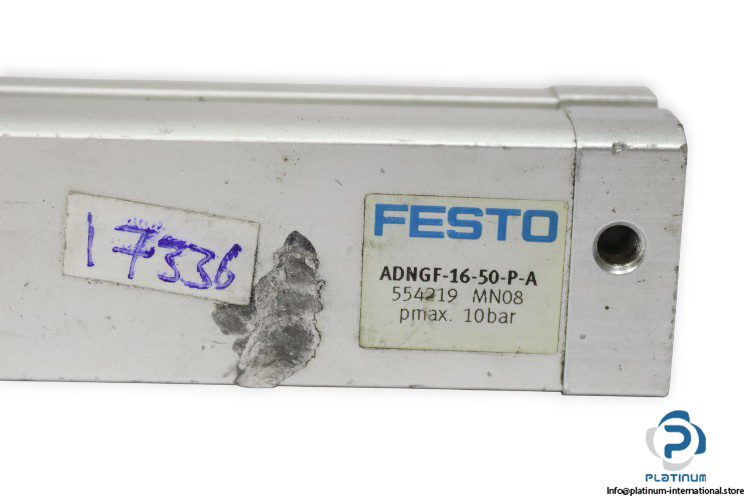 17336
FESTO
ADNGF-16-50-P-A
554219 MN08
pmax. 10bar
PLATINUM
Info@platinum-international.store